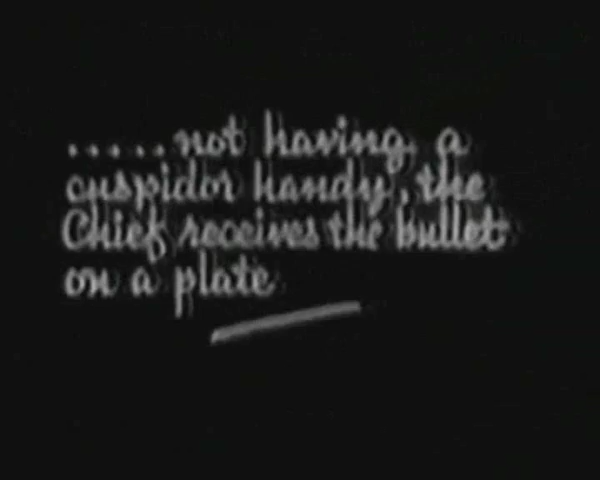 .....not having a
cuspidor handy, the
Chief receives the bullet
on a plate